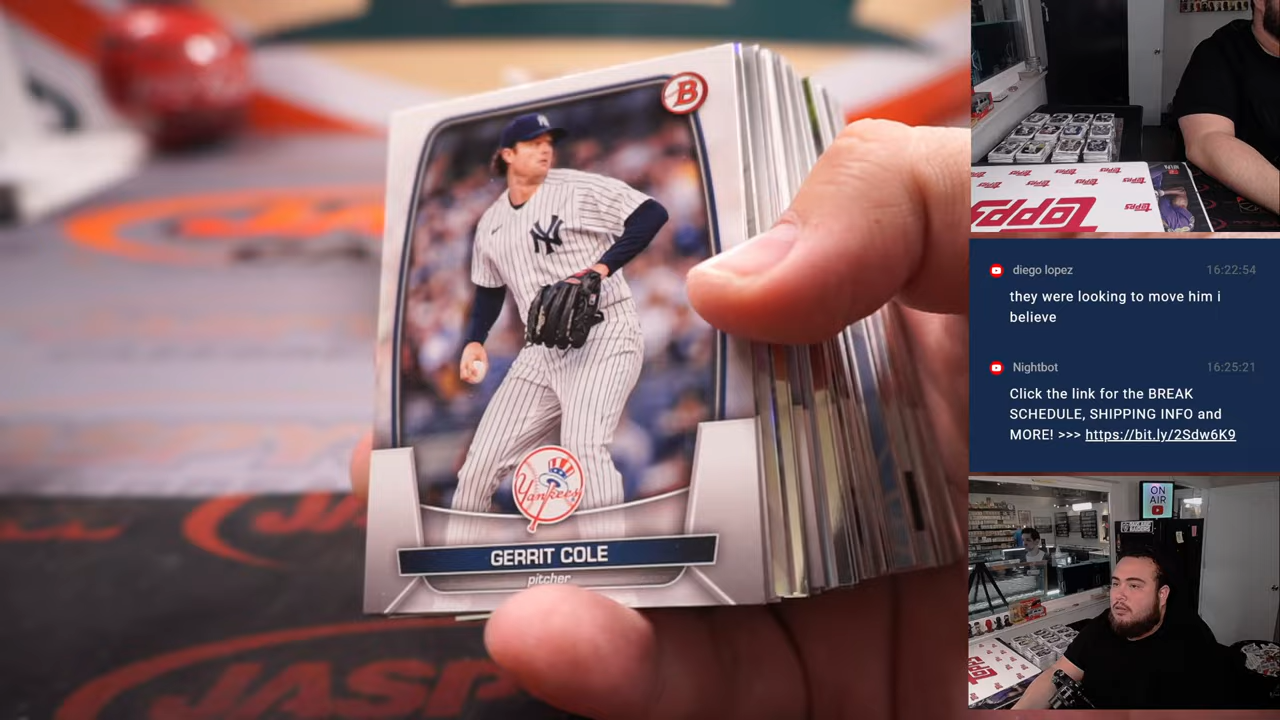 B
NY
Yankees
GERRIT COLE
pitcher
JASP
TOPPS
diego lopez 16:22:54
they were looking to move him i
believe
Nightbot 16:25:21
Click the link for the BREAK
SCHEDULE, SHIPPING INFO and
MORE! >>> https://bit.ly/2Sdw6K9
ON
AIR